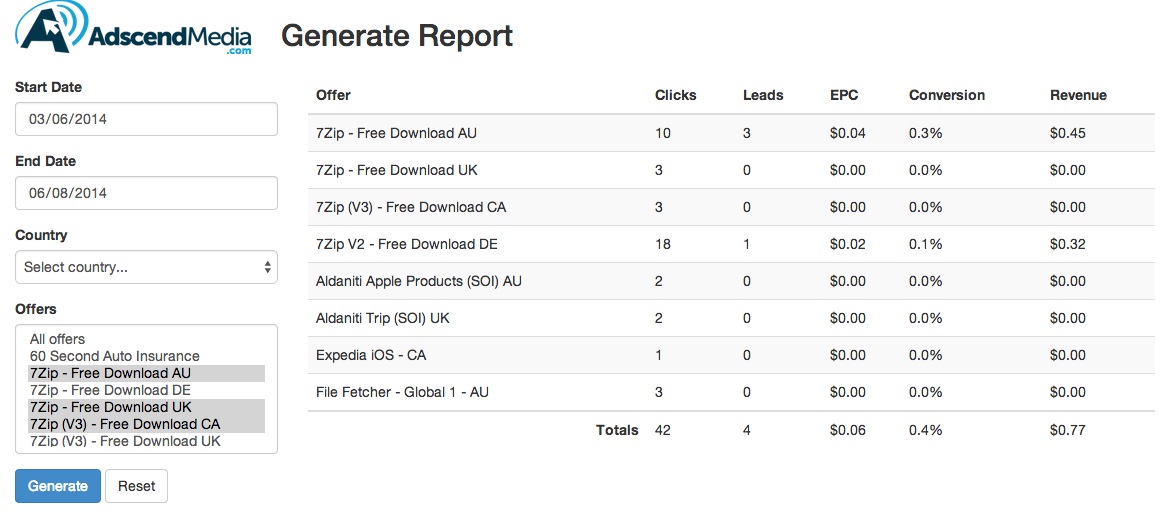 AdscendMedia
.com
Generate Report
Start Date
03/06/2014
End Date
06/08/2014
Country
Select country...
Offers
All offers
60 Second Auto Insurance
7Zip - Free Download AU
7Zip - Free Download DE
7Zip - Free Download UK
7Zip (V3) - Free Download CA
7Zip (V3) - Free Download UK
Generate Reset
Offer Clicks Leads EPC Conversion Revenue
7Zip - Free Download AU 10 3 $0.04 0.3% $0.45
7Zip - Free Download UK 3 0 $0.00 0.0% $0.00
7Zip (V3) - Free Download CA 3 0 $0.00 0.0% $0.00
7Zip V2 - Free Download DE 18 1 $0.02 0.1% $0.32
Aldaniti Apple Products (SOI) AU 2 0 $0.00 0.0% $0.00
Aldaniti Trip (SOI) UK 2 0 $0.00 0.0% $0.00
Expedia iOS - CA 1 0 $0.00 0.0% $0.00
File Fetcher - Global 1 - AU 3 0 $0.00 0.0% $0.00
Totals 42 4 $0.06 0.4% $0.77